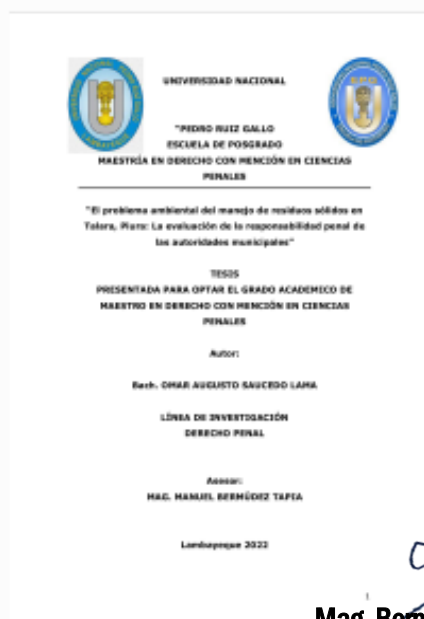 UNIVERSIDAD NACIONAL
"PEDRO RUIZ GALLO
ESCUELA DE POSGRADO
MAESTRÍA EN DERECHO CON MENCIÓN EN CIENCIAS
PENALES
"El problema ambiental del manejo de residuos sólidos en
Talara, Piura: La evaluación de la responsabilidad penal de
las autoridades municipales"
TESIS
PRESENTADA PARA OPTAR EL GRADO ACADEMICO DE
MAESTRO EN DERECHO CON MENCIÓN EN CIENCIAS
PENALES
Autor:
Bach. OMAR AUGUSTO SAUCEDO LAMA
LÍNEA DE INVESTIGACIÓN
DERECHO PENAL
Asesor:
MAG. MANUEL BERMÚDEZ TAPIA
Lambayeque 2022
1
Mag.